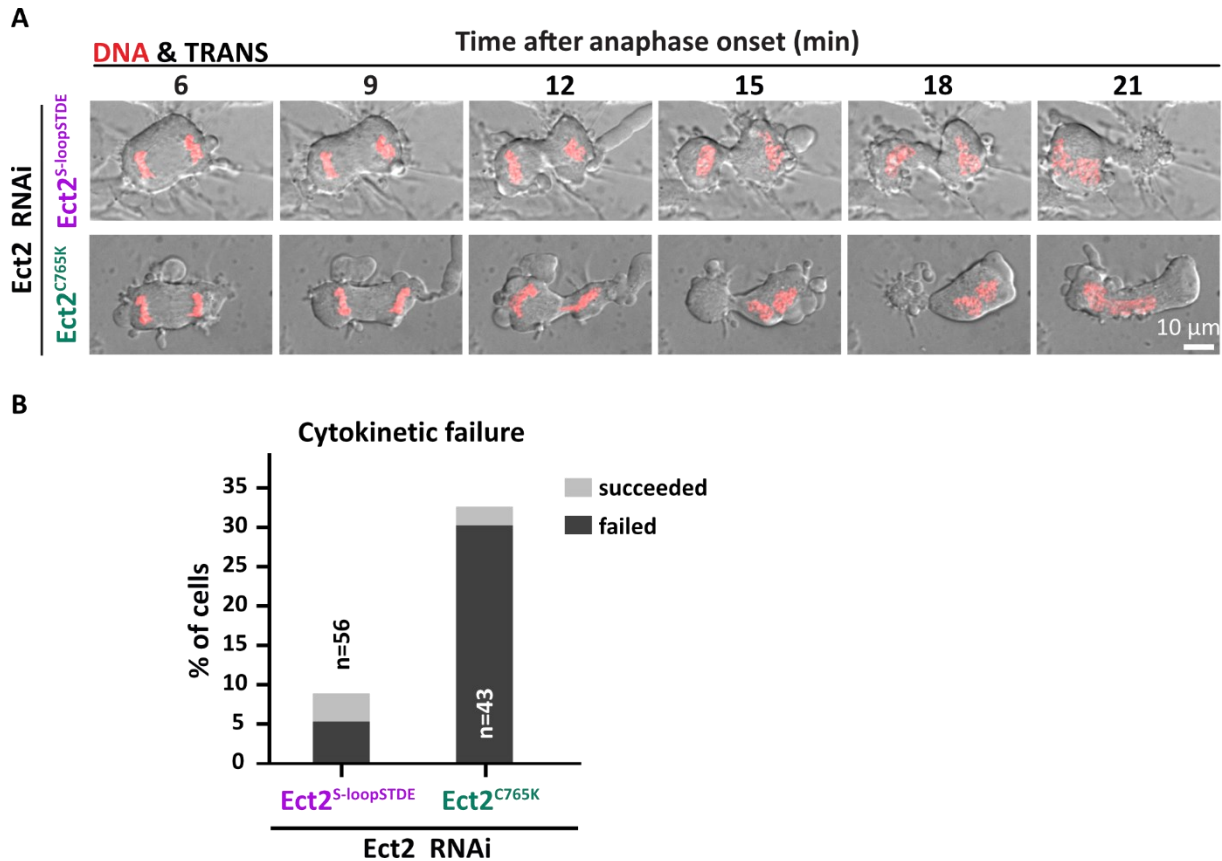 A
DNA & TRANS
Time after anaphase onset (min)
6 9 12 15 18 21
Ect2 RNAi
Ect2S-loopSTDE
Ect2C765K
10 µm
B
Cytokinetic failure
succeeded
failed
% of cells
35
30
25
20
15
10
5
0
n=56
n=43
Ect2S-loopSTDE Ect2C765K
Ect2 RNAi